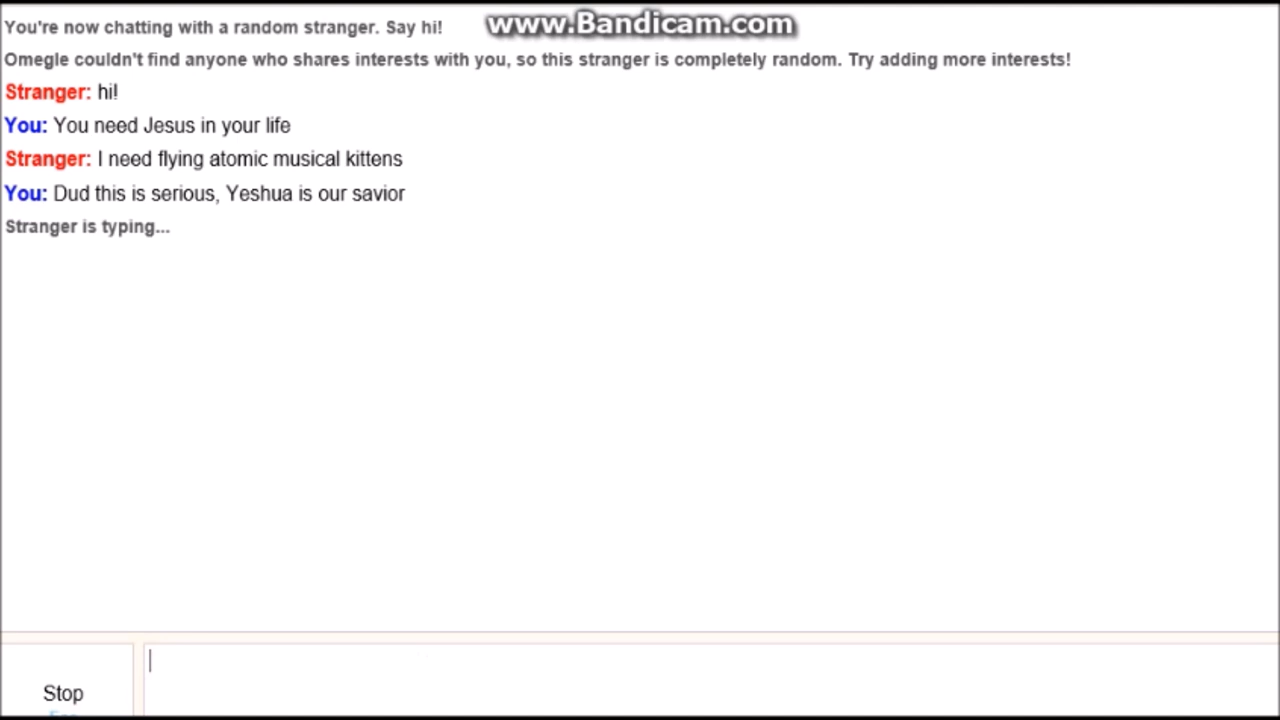 www.Bandicam.com
You're now chatting with a random stranger. Say hi!
Omegle couldn't find anyone who shares interests with you, so this stranger is completely random. Try adding more interests!
Stranger: hi!
You: You need Jesus in your life
Stranger: I need flying atomic musical kittens
You: Dud this is serious, Yeshua is our savior
Stranger is typing...
Stop